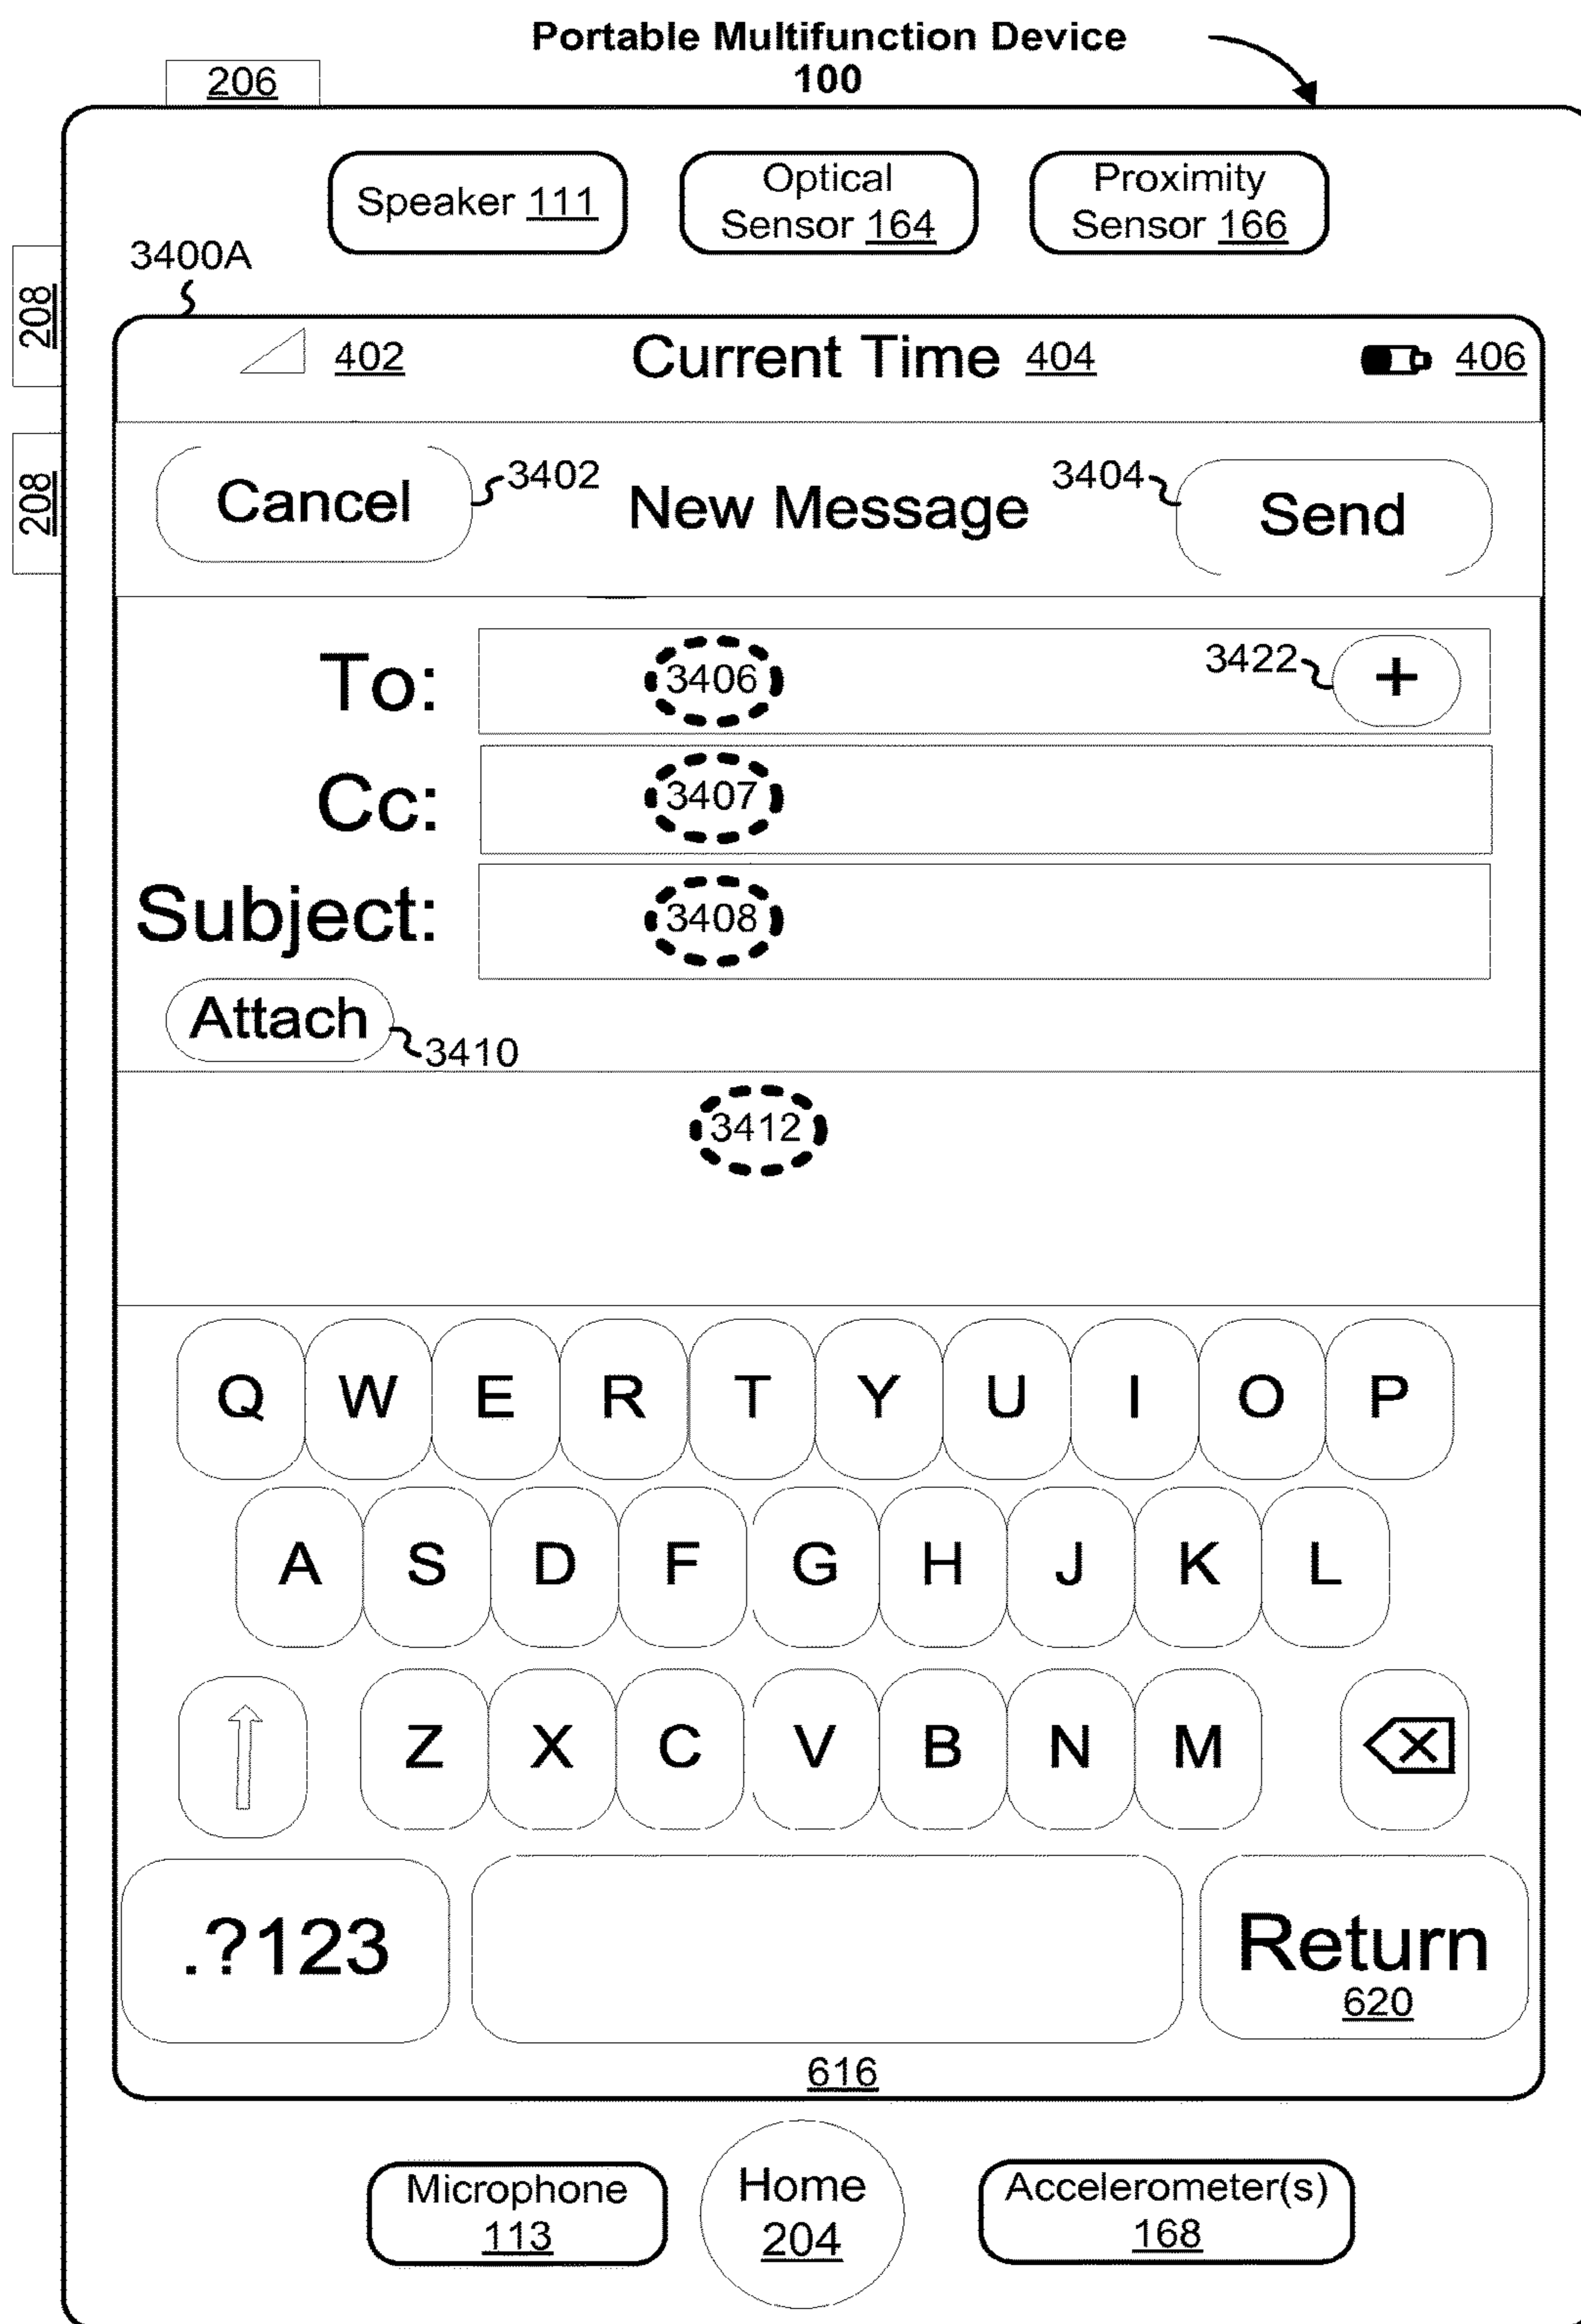 Portable Multifunction Device
100
206
Speaker 111
Optical
Sensor 164
Proximity
Sensor 166
3400A
208
208
402
Current Time 404
406
Cancel
3402
New Message
3404
Send
To:
3406
3422
+
Cc:
3407
Subject:
3408
Attach
3410
3412
Q W E R T Y U I O P
A S D F G H J K L
Z X C V B N M
.?123
Return
620
616
Microphone
113
Home
204
Accelerometer(s)
168